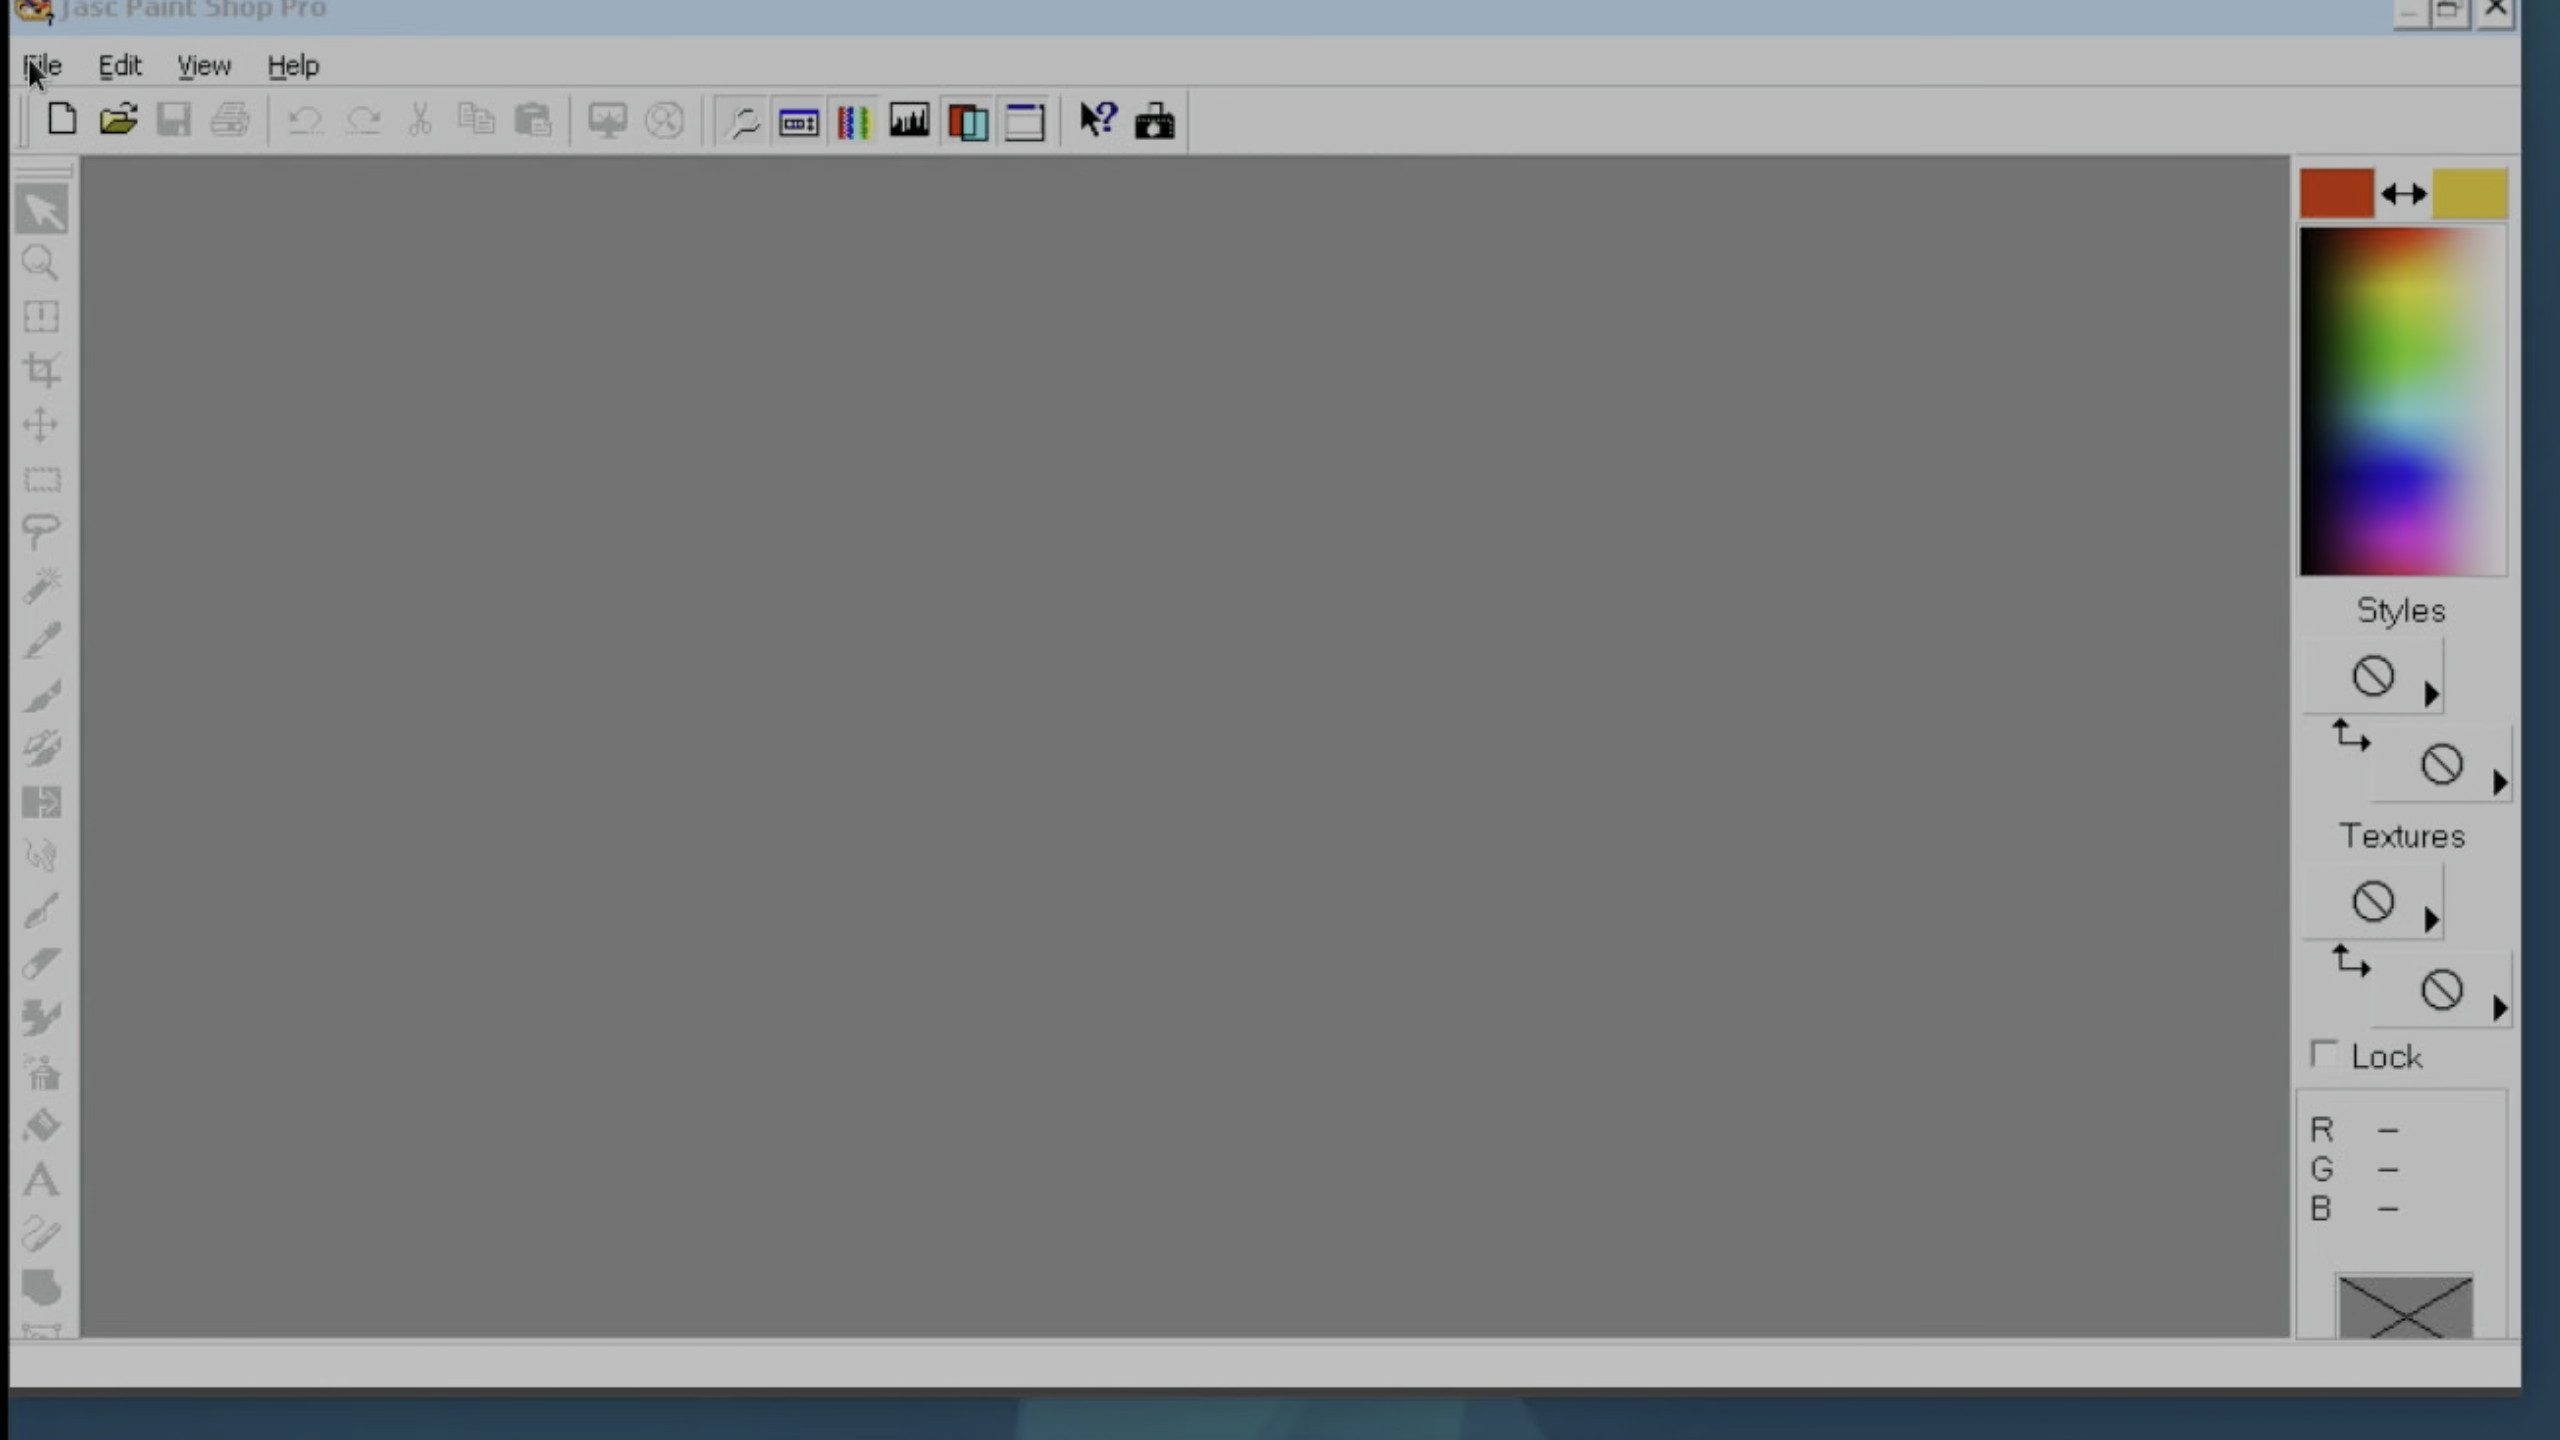 Jasc Paint Shop Pro
File Edit View Help
Styles
Textures
Lock
R –
G –
B –